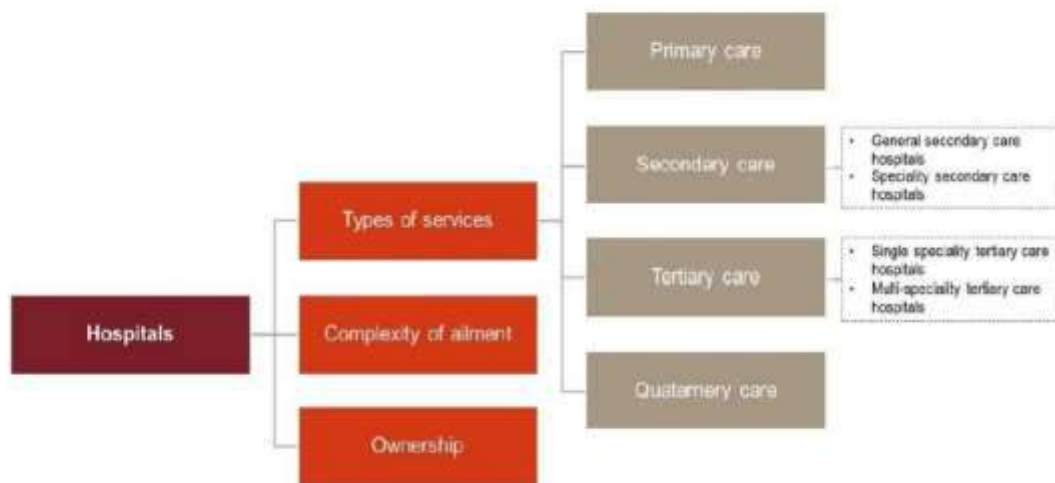 Hospitals
Types of services
Complexity of ailment
Ownership
Primary care
Secondary care
• General secondary care
hospitals
• Speciality secondary care
hospitals
Tertiary care
• Single speciality tertiary care
hospitals
• Multi-speciality tertiary care
hospitals
Quaternery care